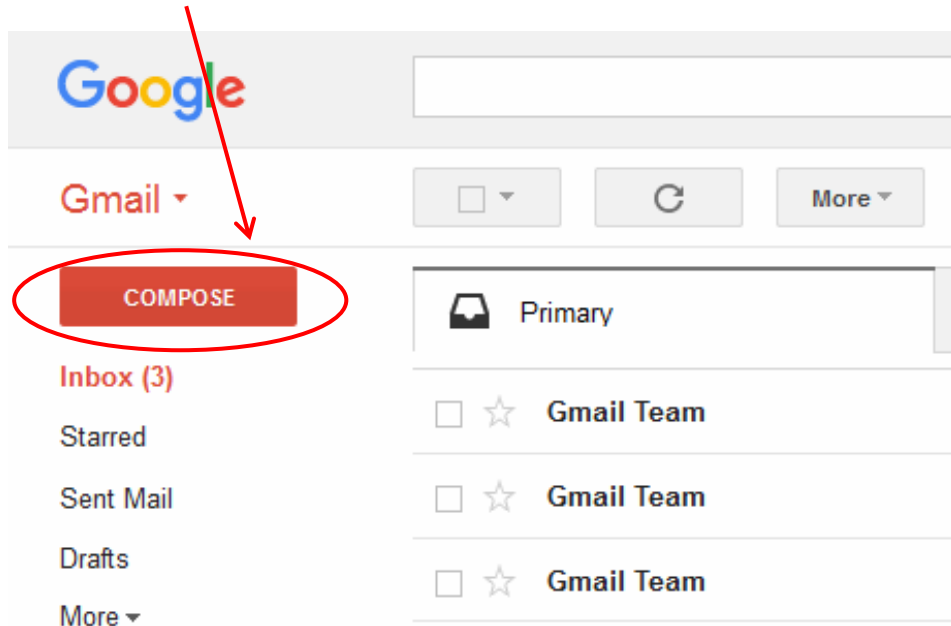 Google
Gmail
More
COMPOSE
Primary
Inbox (3)
Starred
Sent Mail
Drafts
More
Gmail Team
Gmail Team
Gmail Team